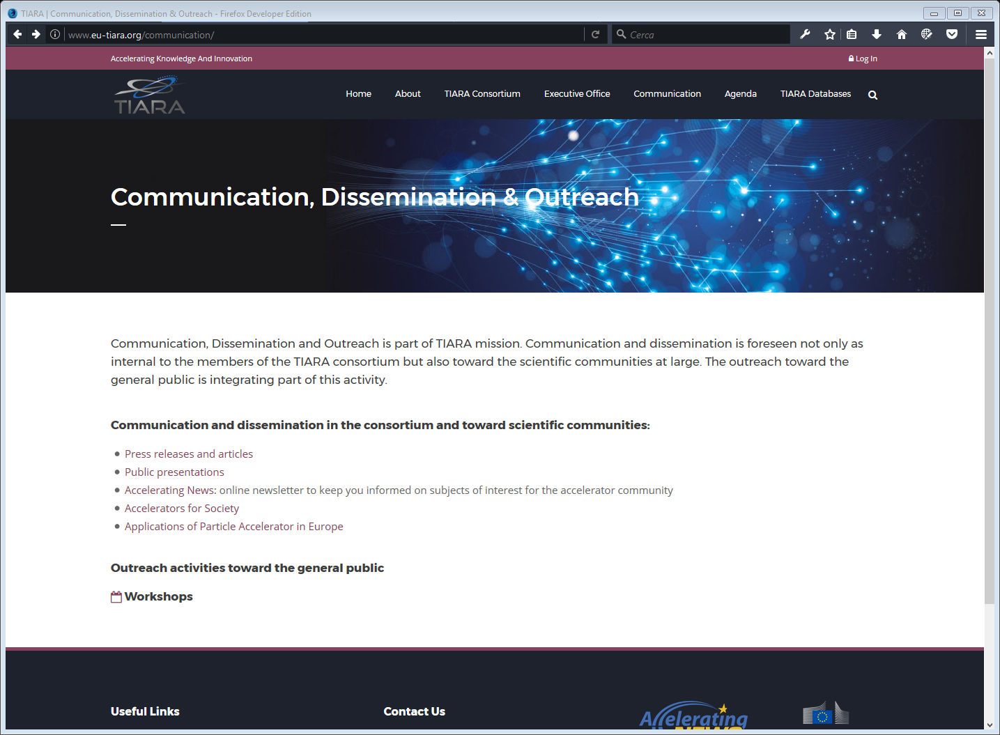 TIARA | Communication, Dissemination & Outreach - Firefox Developer Edition
www.eu-tiara.org/communication/
Cerca
Accelerating Knowledge And Innovation
Log In
TIARA
Home
About
TIARA Consortium
Executive Office
Communication
Agenda
TIARA Databases
Communication, Dissemination & Outreach
Communication, Dissemination and Outreach is part of TIARA mission. Communication and dissemination is foreseen not only as
internal to the members of the TIARA consortium but also toward the scientific communities at large. The outreach toward the
general public is integrating part of this activity.
Communication and dissemination in the consortium and toward scientific communities:
Press releases and articles
Public presentations
Accelerating News: online newsletter to keep you informed on subjects of interest for the accelerator community
Accelerators for Society
Applications of Particle Accelerator in Europe
Outreach activities toward the general public
Workshops
Useful Links
Contact Us
Accelerating
NEWS